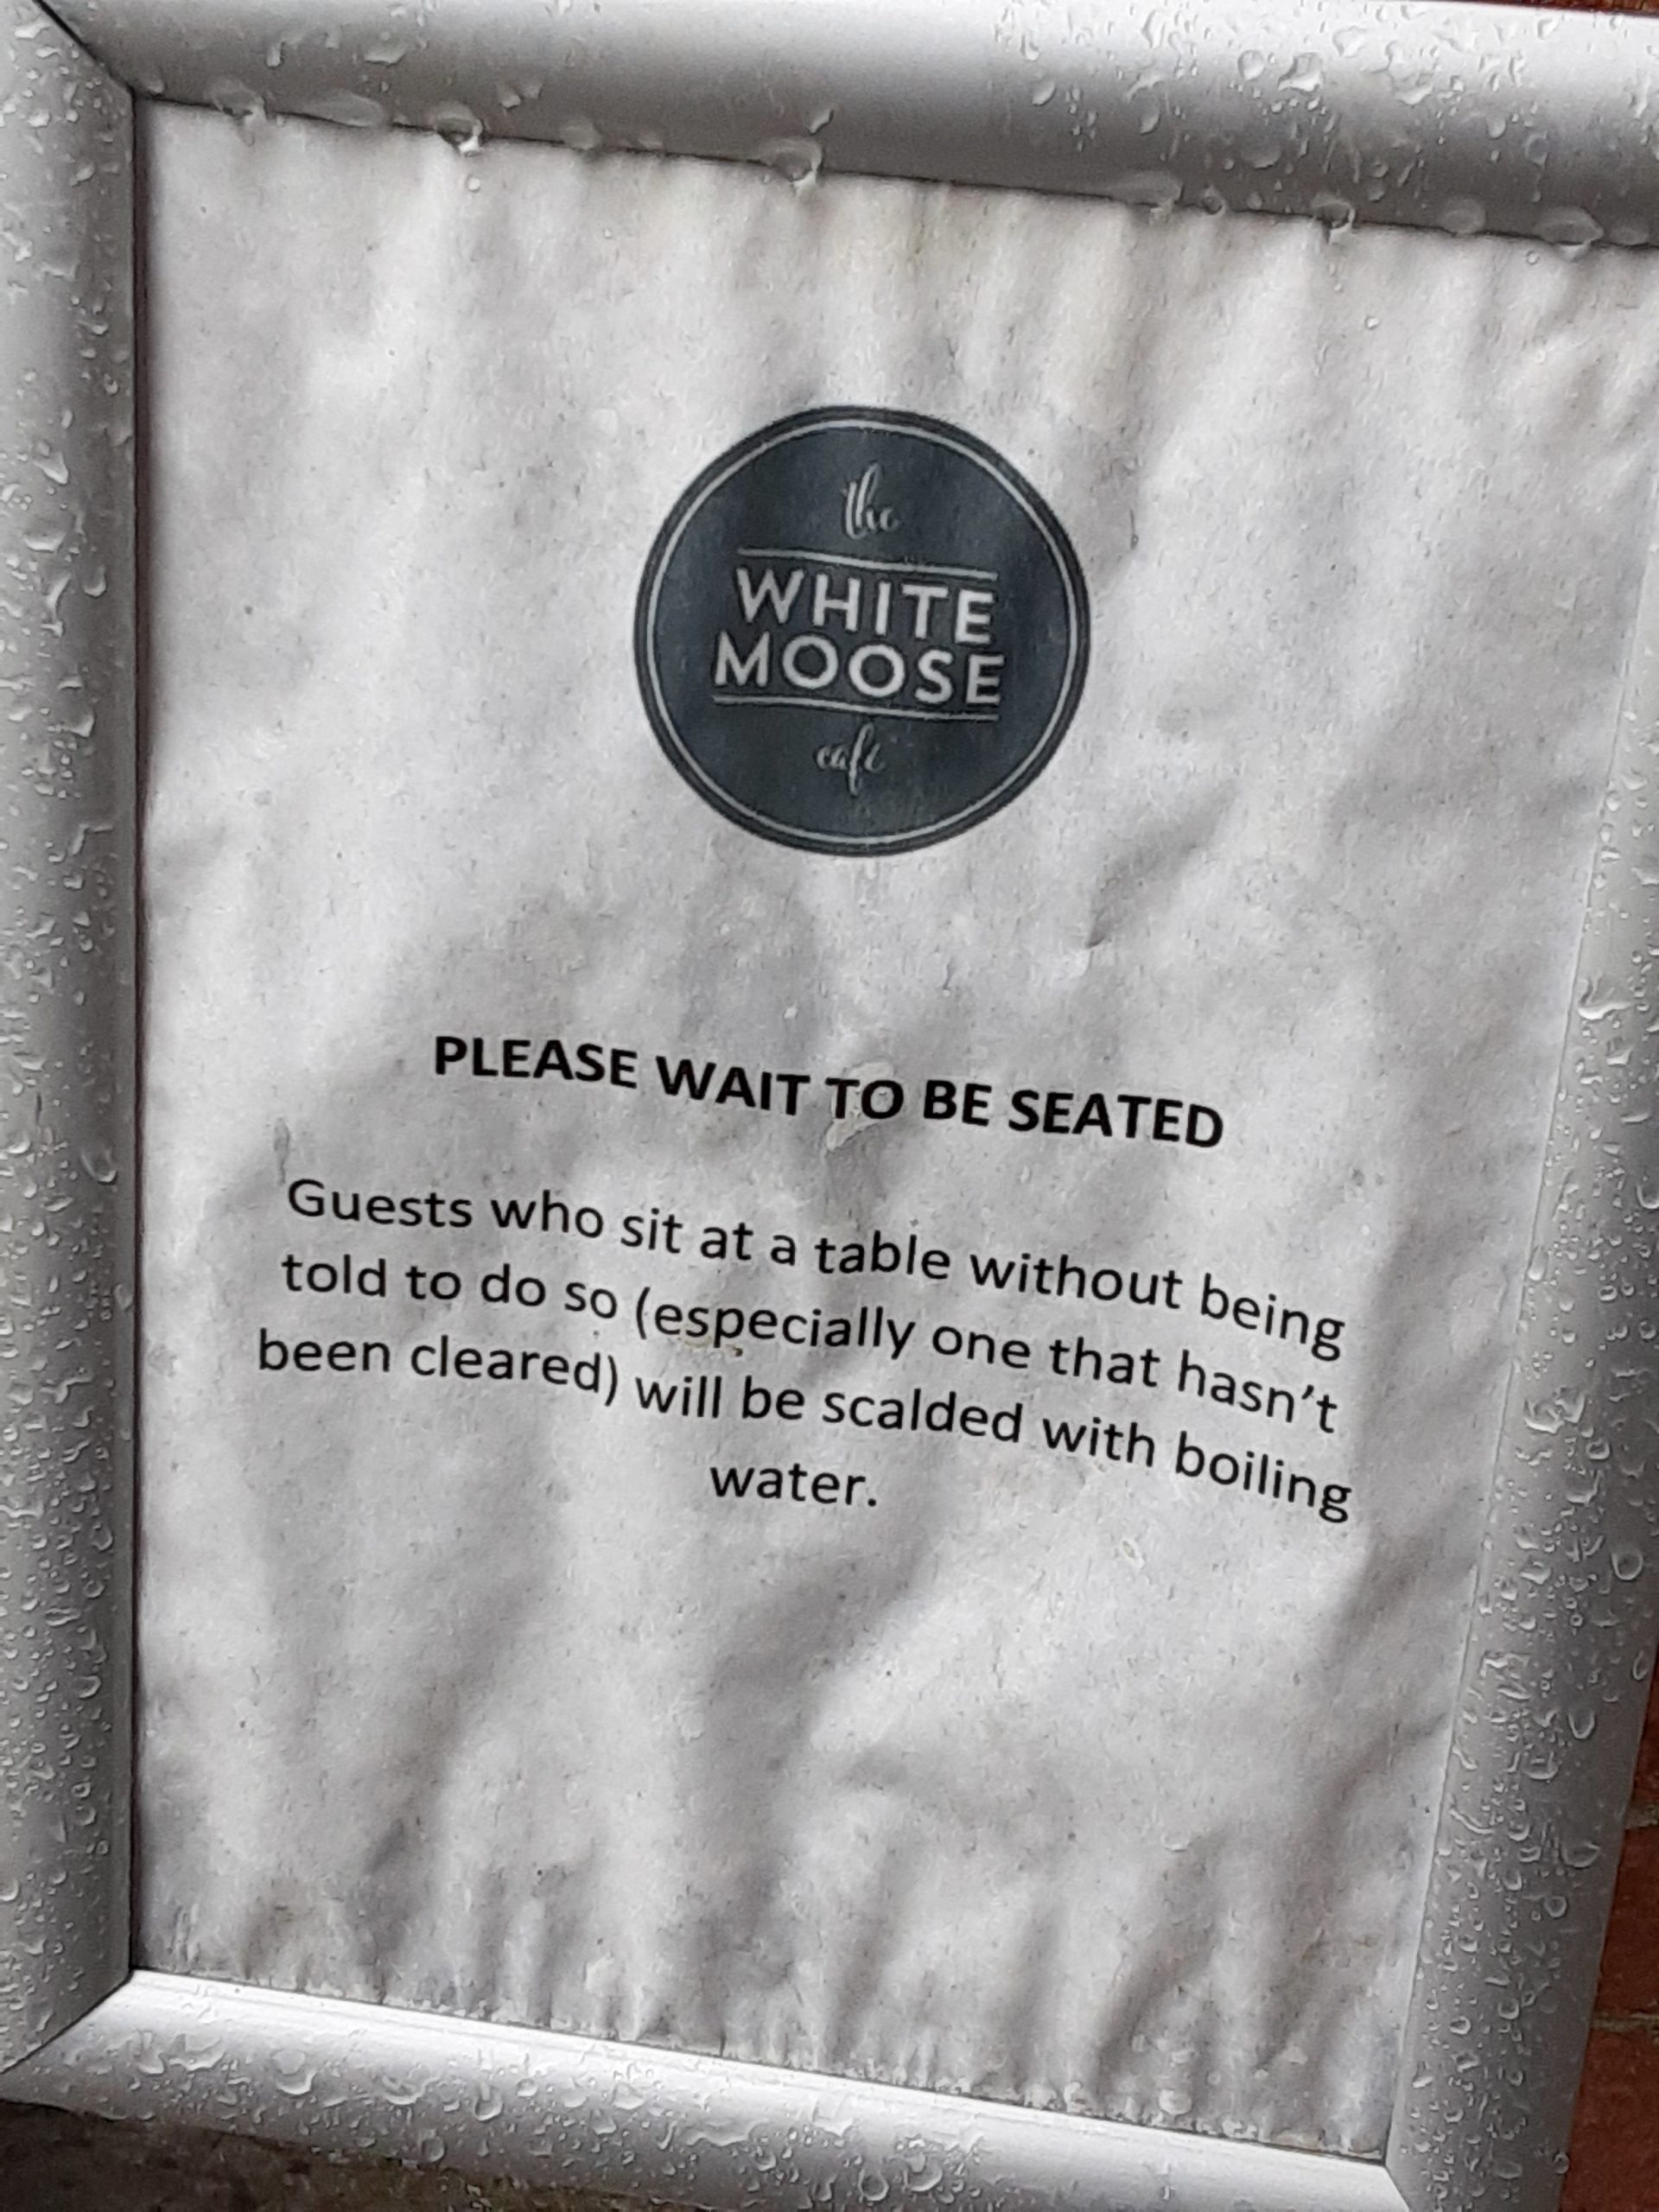 the
WHITE
MOOSE
café
PLEASE WAIT TO BE SEATED
Guests who sit at a table without being
told to do so (especially one that hasn't
been cleared) will be scalded with boiling
water.